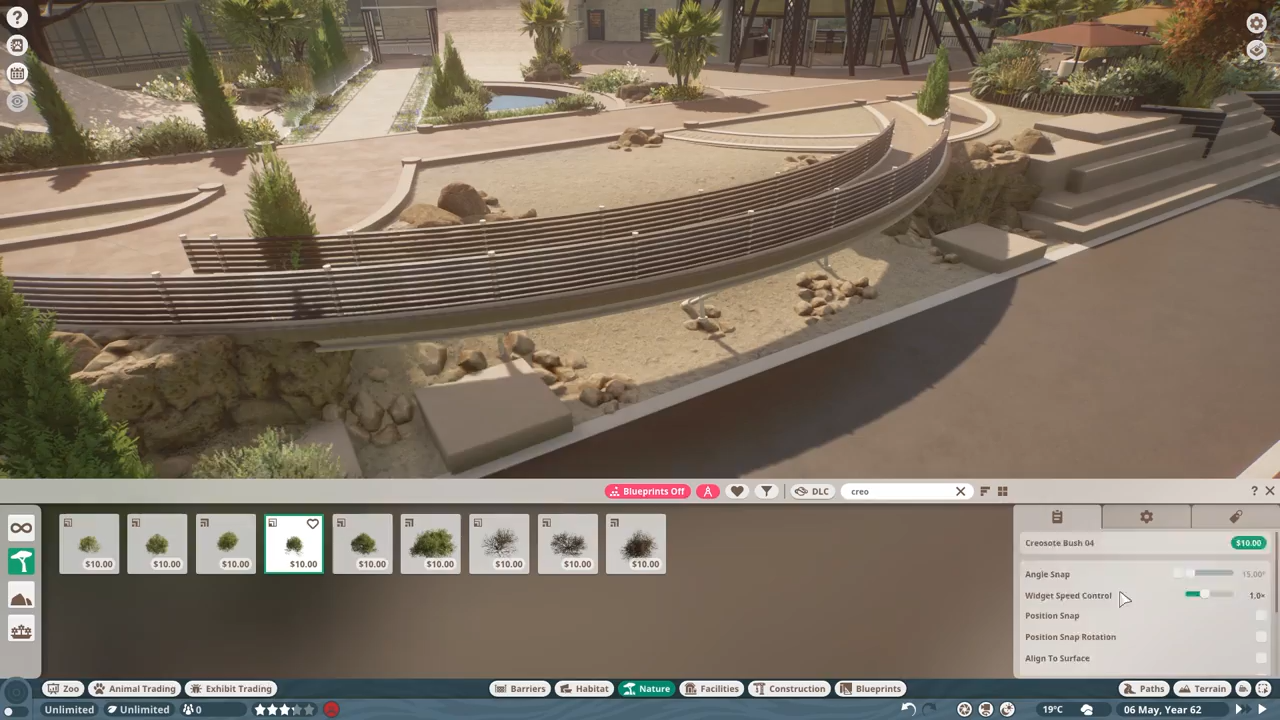 Blueprints Off
DLC
creo
$10.00
$10.00
$10.00
$10.00
$10.00
$10.00
$10.00
$10.00
$10.00
Creosote Bush 04
$10.00
Angle Snap
15.00°
Widget Speed Control
1.0×
Position Snap
Position Snap Rotation
Align To Surface
Zoo
Animal Trading
Exhibit Trading
Barriers
Habitat
Nature
Facilities
Construction
Blueprints
Paths
Terrain
Unlimited
Unlimited
0
19°C
06 May, Year 62